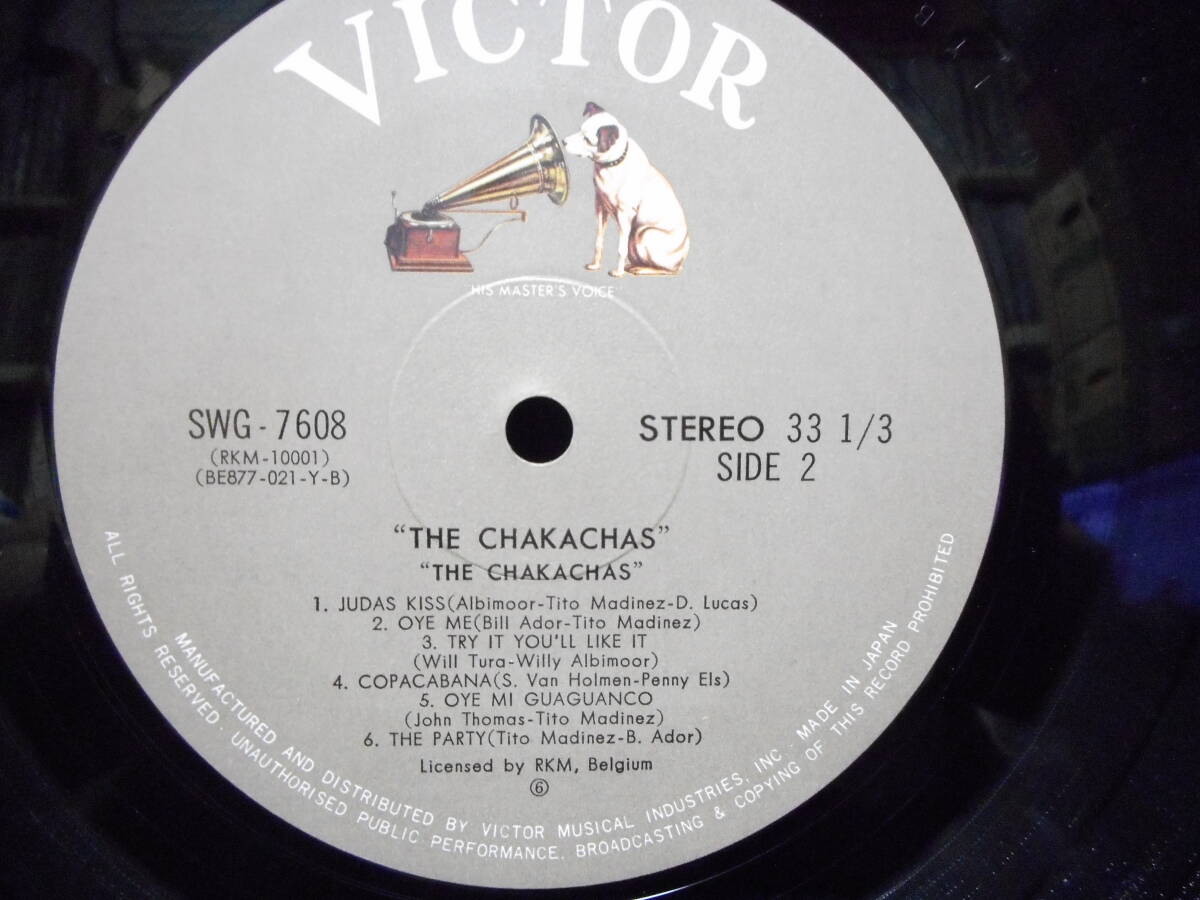 VICTOR
HIS MASTER'S VOICE
SWG-7608
(RKM-10001)
(BE877-021-Y-B)
STEREO 33 1/3
SIDE 2
"THE CHAKACHAS"
"THE CHAKACHAS"
1. JUDAS KISS(Albimoor-Tito Madinez-D. Lucas)
2. OYE ME(Bill Ador-Tito Madinez)
3. TRY IT YOU'LL LIKE IT
(Will Tura-Willy Albimoor)
4. COPACABANA(S. Van Holmen-Penny Els)
5. OYE MI GUAGUANCO
(John Thomas-Tito Madinez)
6. THE PARTY(Tito Madinez-B. Ador)
Licensed by RKM, Belgium
⑥
MANUFACTURED AND DISTRIBUTED BY VICTOR MUSICAL INDUSTRIES, INC. · MADE IN JAPAN
ALL RIGHTS RESERVED · UNAUTHORISED PUBLIC PERFORMANCE, BROADCASTING & COPYING OF THIS RECORD PROHIBITED